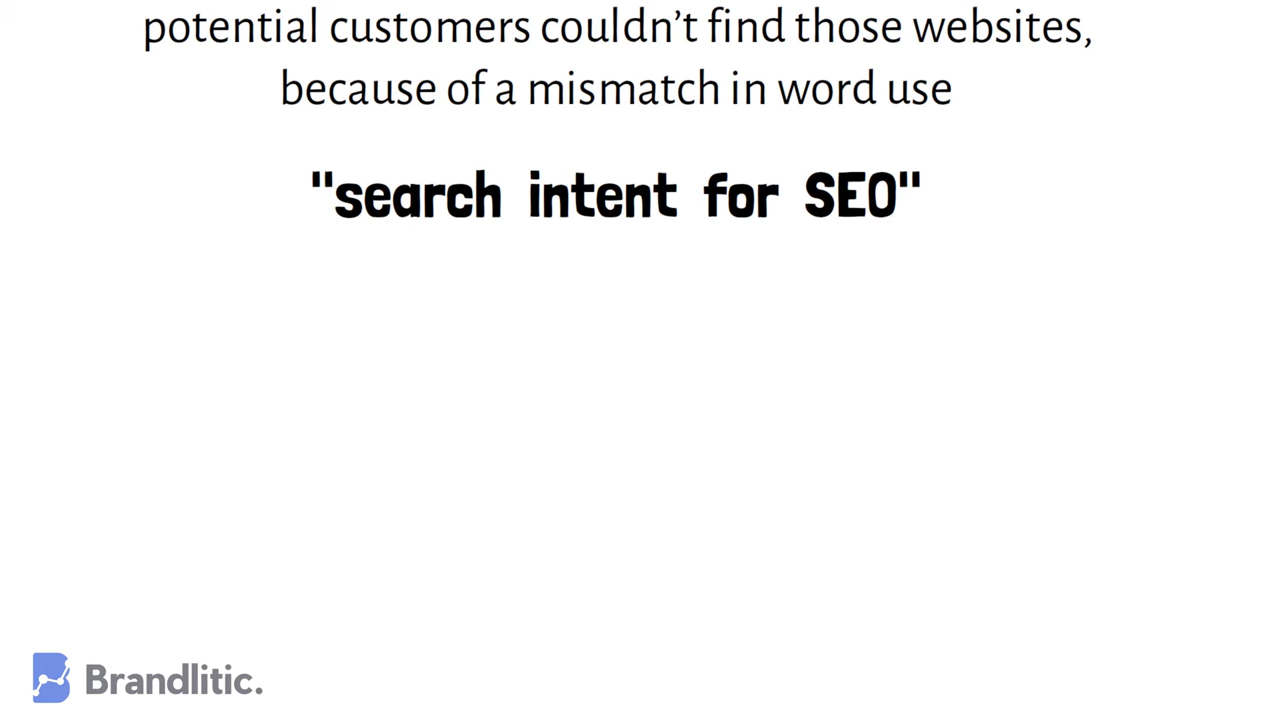 potential customers couldn’t find those websites,
because of a mismatch in word use
"search intent for SEO"
Brandlitic.